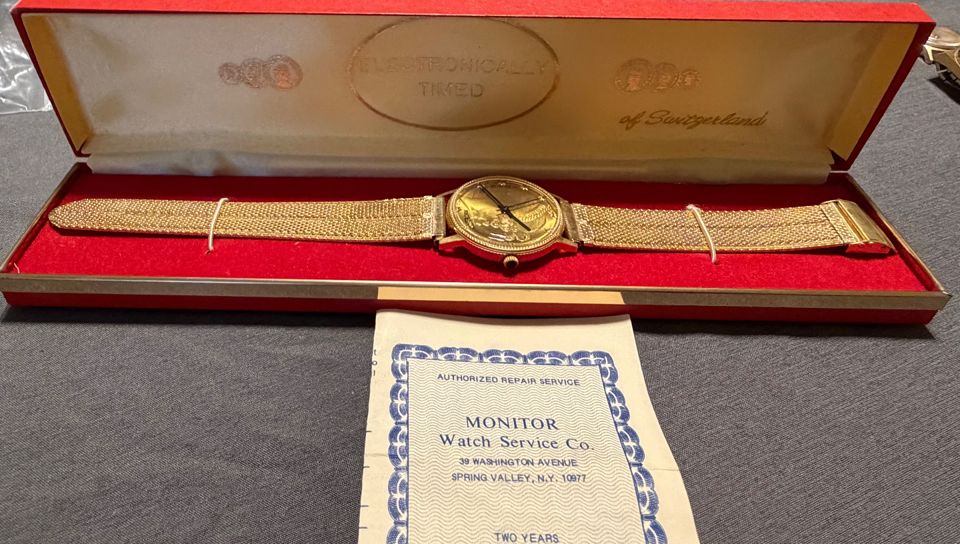 ELECTRONICALLY
TIMED
of Switzerland
AUTHORIZED REPAIR SERVICE
MONITOR
Watch Service Co.
39 WASHINGTON AVENUE
SPRING VALLEY, N.Y. 10977
TWO YEARS